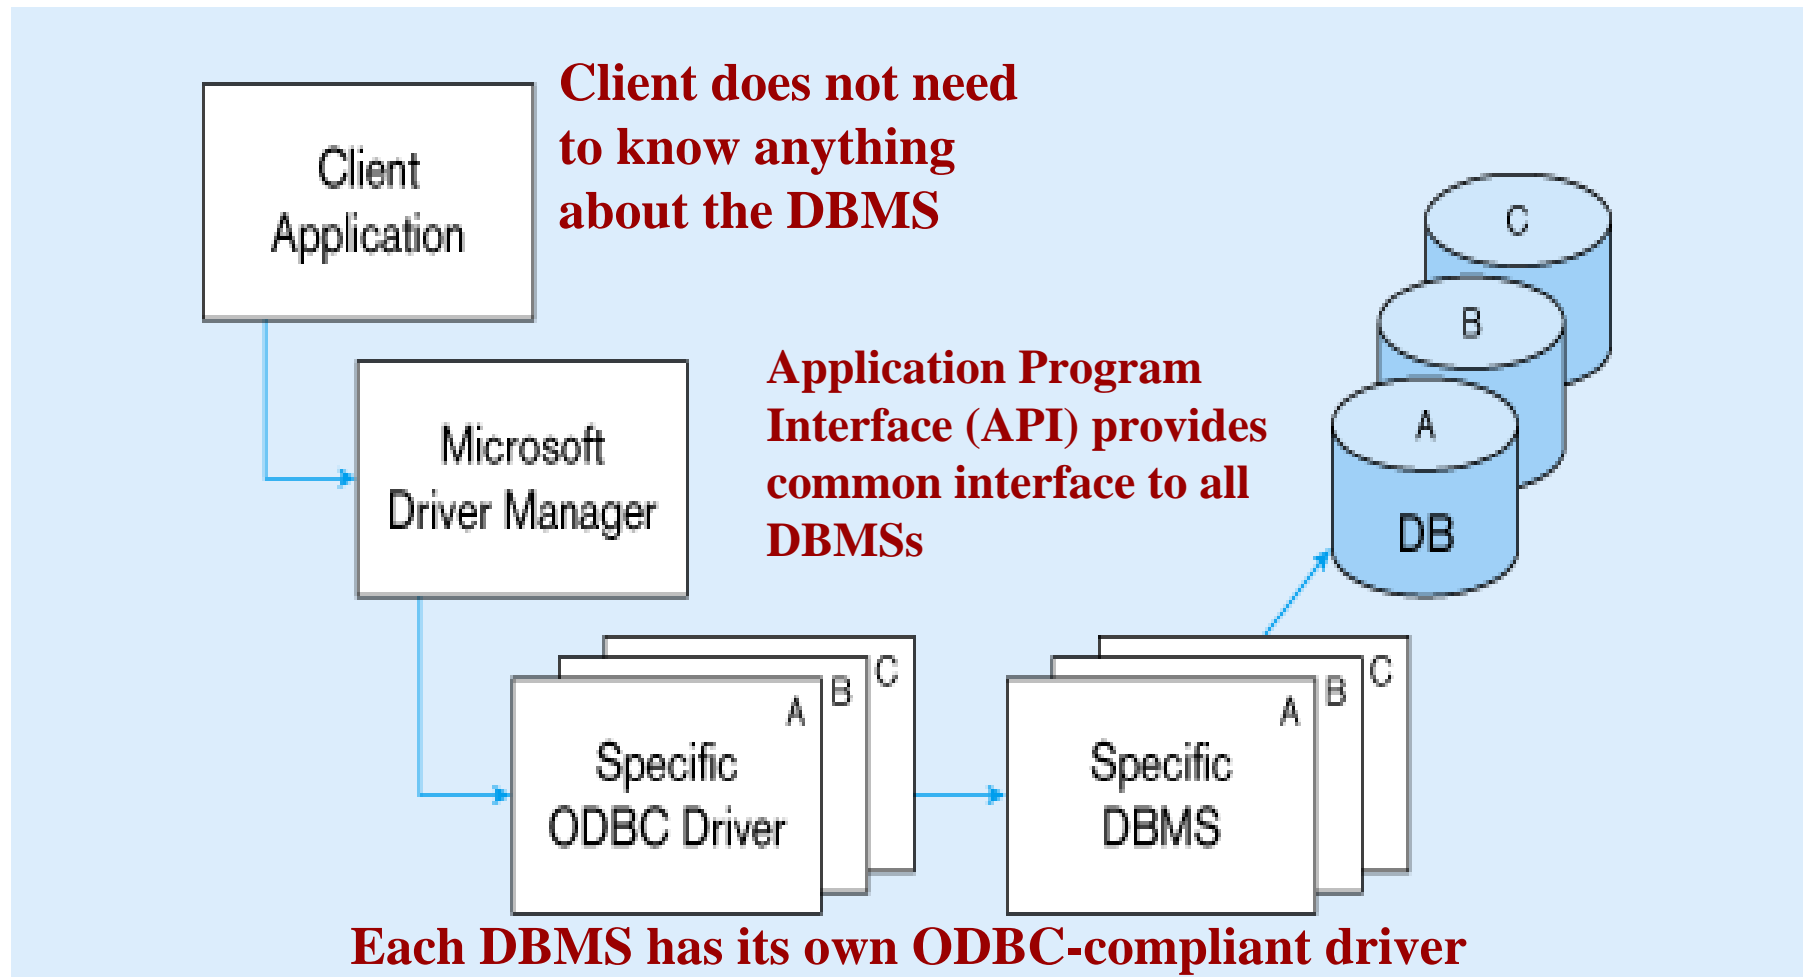 Client does not need
to know anything
about the DBMS
Client
Application
C
B
A
DB
Application Program
Interface (API) provides
common interface to all
DBMSs
Microsoft
Driver Manager
C
B
A
Specific
ODBC Driver
C
B
A
Specific
DBMS
Each DBMS has its own ODBC-compliant driver